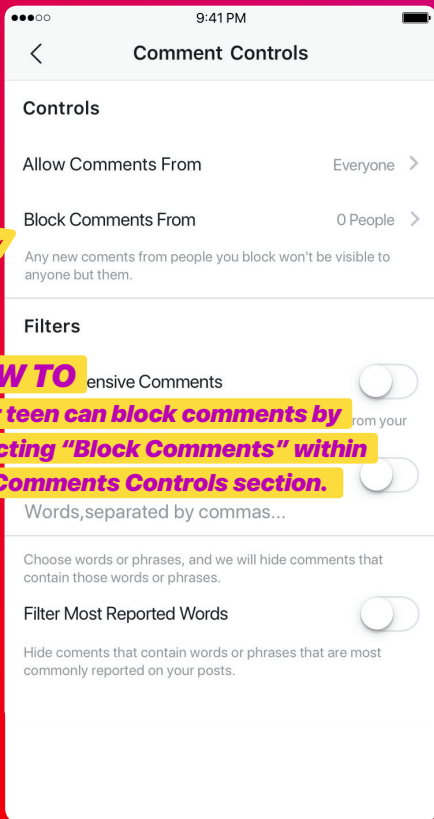 9:41 PM
Comment Controls
Controls
Allow Comments From Everyone
Block Comments From 0 People
Any new coments from people you block won't be visible to
anyone but them.
Filters
W TO ensive Comments
teen can block comments by
rom your
cting “Block Comments” within
Comments Controls section.
Words,separated by commas...
Choose words or phrases, and we will hide comments that
contain those words or phrases.
Filter Most Reported Words
Hide coments that contain words or phrases that are most
commonly reported on your posts.